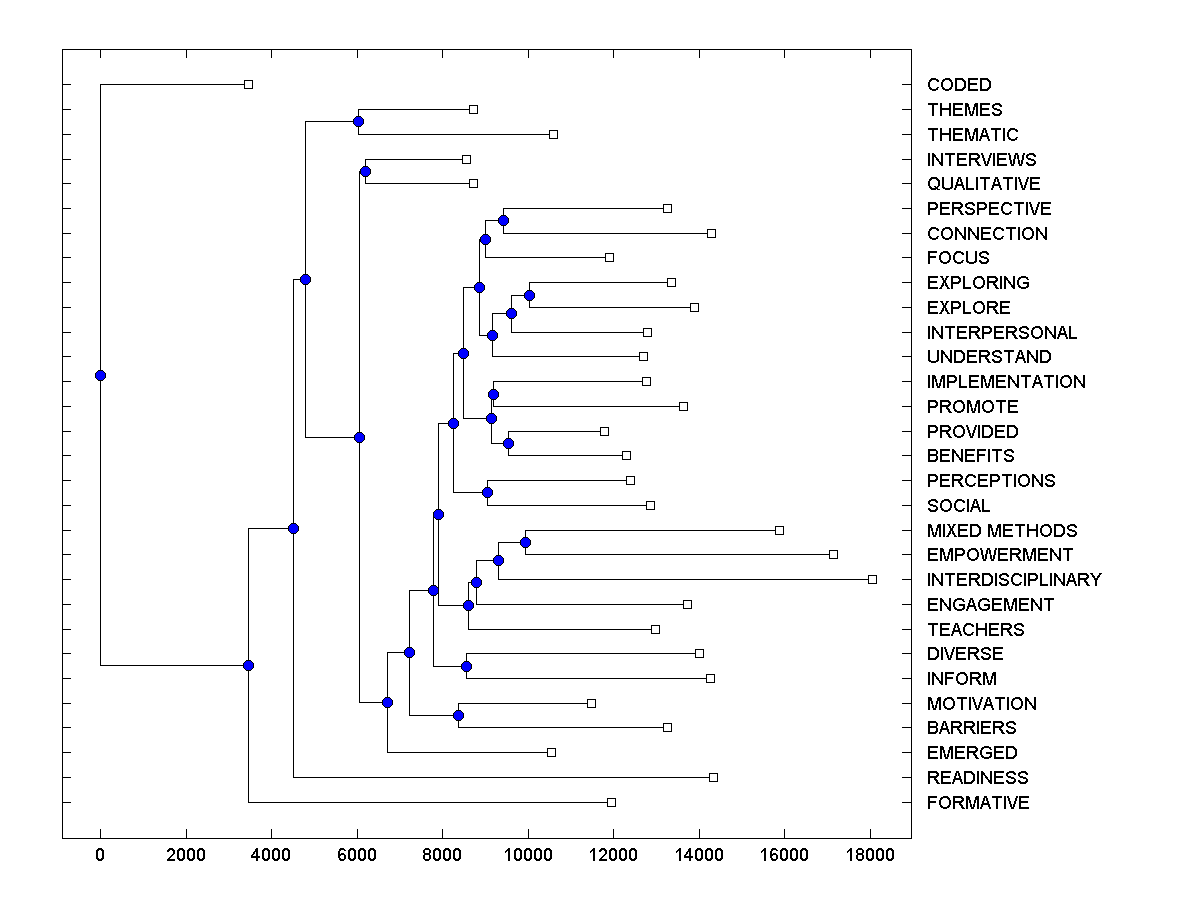 CODED
THEMES
THEMATIC
INTERVIEWS
QUALITATIVE
PERSPECTIVE
CONNECTION
FOCUS
EXPLORING
EXPLORE
INTERPERSONAL
UNDERSTAND
IMPLEMENTATION
PROMOTE
PROVIDED
BENEFITS
PERCEPTIONS
SOCIAL
MIXED METHODS
EMPOWERMENT
INTERDISCIPLINARY
ENGAGEMENT
TEACHERS
DIVERSE
INFORM
MOTIVATION
BARRIERS
EMERGED
READINESS
FORMATIVE
0 2000 4000 6000 8000 10000 12000 14000 16000 18000